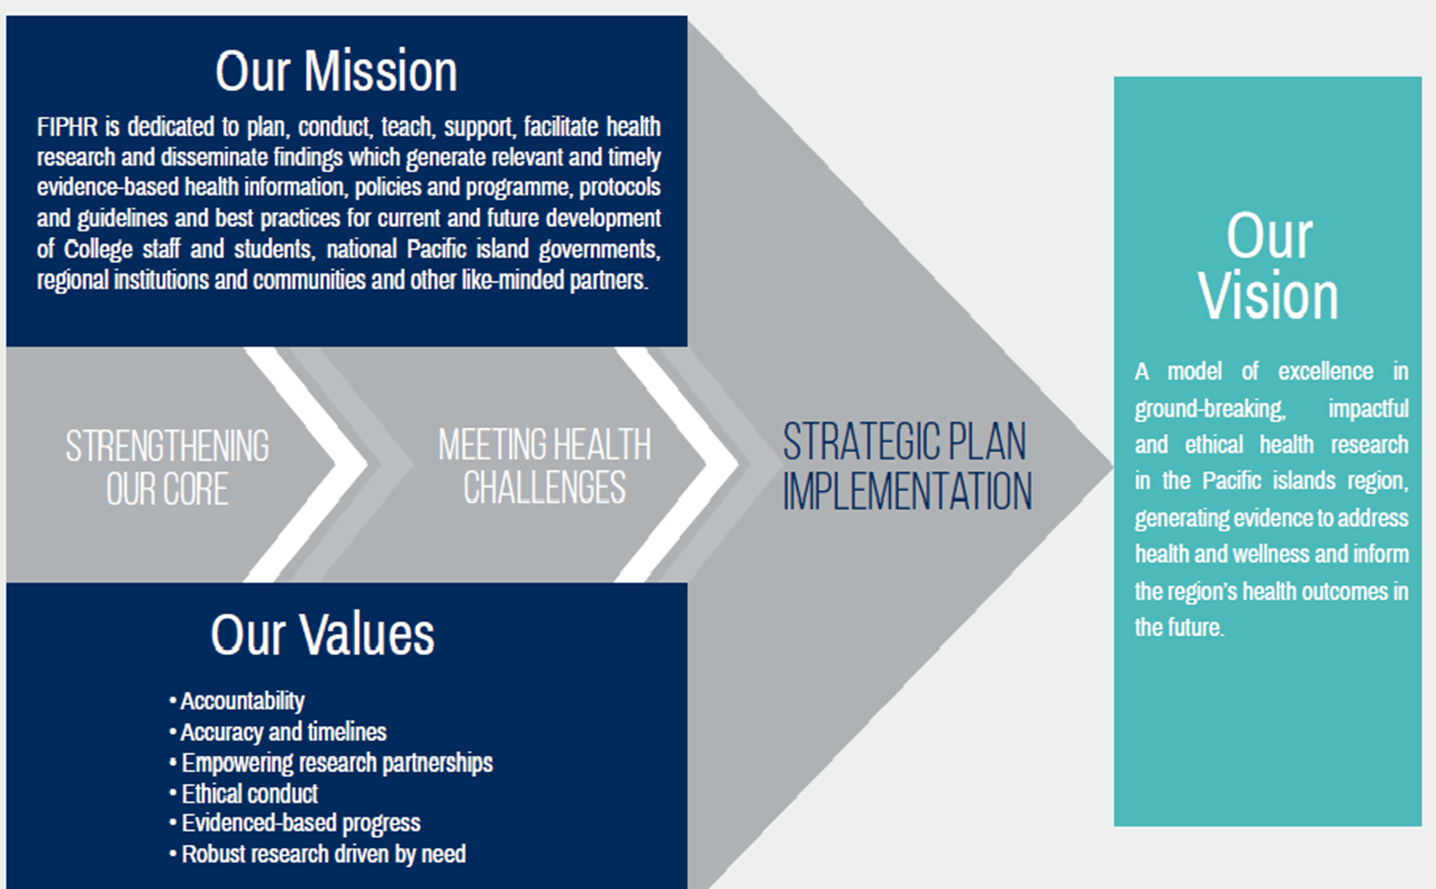 Our Mission
FIPHR is dedicated to plan, conduct, teach, support, facilitate health
research and disseminate findings which generate relevant and timely
evidence-based health information, policies and programme, protocols
and guidelines and best practices for current and future development
of College staff and students, national Pacific island governments,
regional institutions and communities and other like-minded partners.
STRENGTHENING
OUR CORE
MEETING HEALTH
CHALLENGES
STRATEGIC PLAN
IMPLEMENTATION
Our Values
• Accountability
• Accuracy and timelines
• Empowering research partnerships
• Ethical conduct
• Evidenced-based progress
• Robust research driven by need
Our
Vision
A model of excellence in
ground-breaking, impactful
and ethical health research
in the Pacific islands region,
generating evidence to address
health and wellness and inform
the region's health outcomes in
the future.